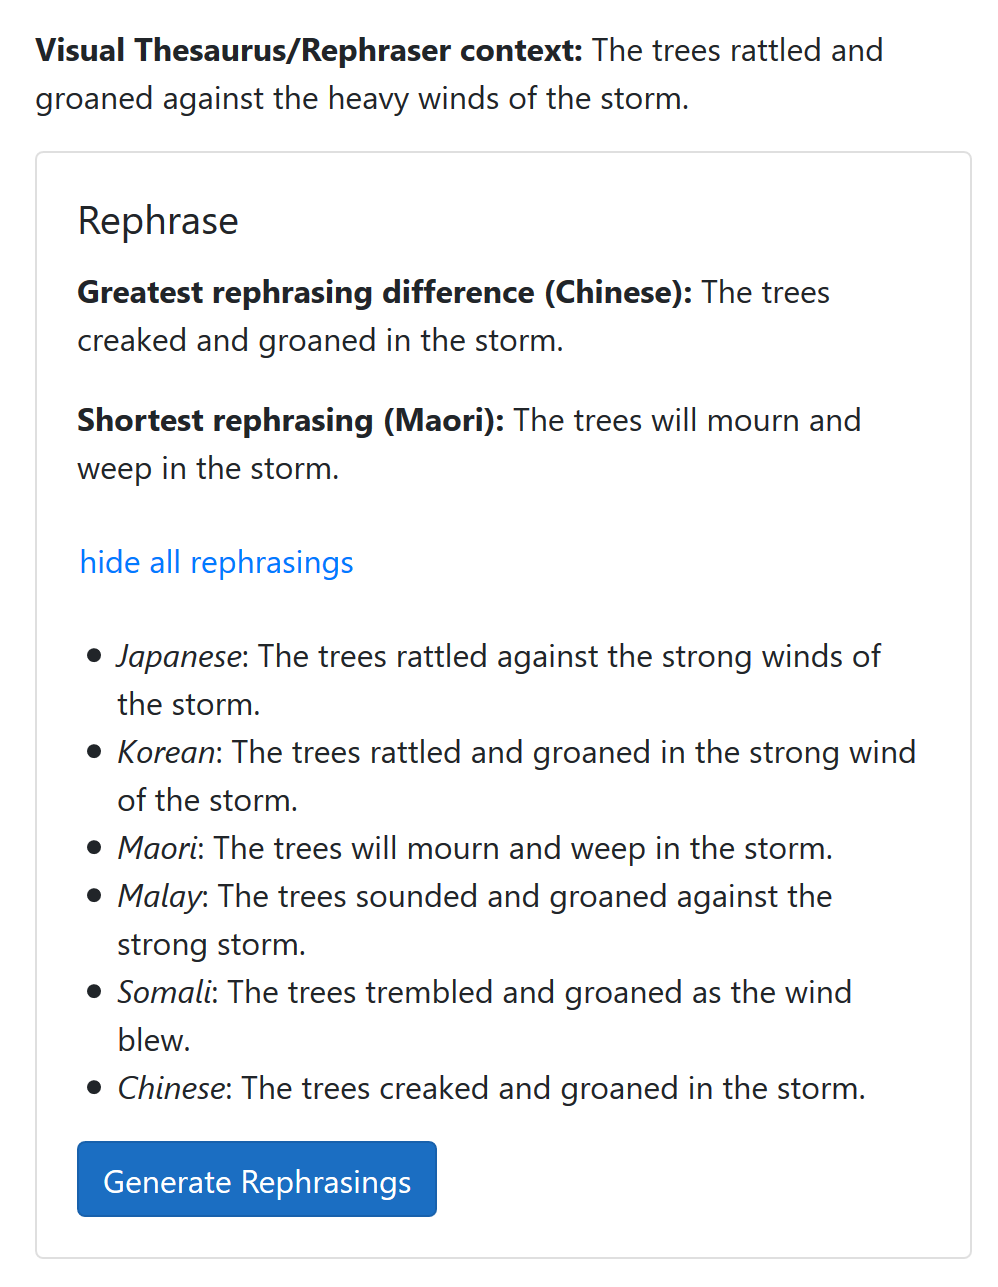 Visual Thesaurus/Rephraser context: The trees rattled and
groaned against the heavy winds of the storm.
Rephrase
Greatest rephrasing difference (Chinese): The trees
creaked and groaned in the storm.
Shortest rephrasing (Maori): The trees will mourn and
weep in the storm.
hide all rephrasings
• Japanese: The trees rattled against the strong winds of
the storm.
• Korean: The trees rattled and groaned in the strong wind
of the storm.
• Maori: The trees will mourn and weep in the storm.
• Malay: The trees sounded and groaned against the
strong storm.
• Somali: The trees trembled and groaned as the wind
blew.
• Chinese: The trees creaked and groaned in the storm.
Generate Rephrasings